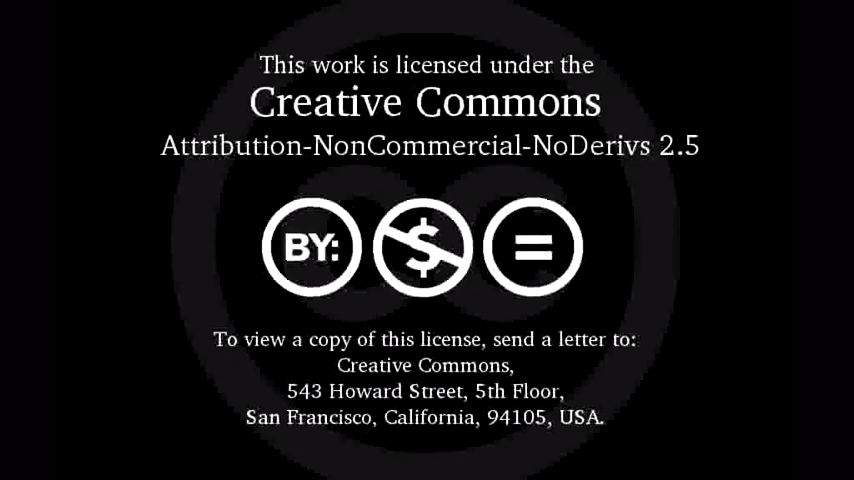 This work is licensed under the
Creative Commons
Attribution-NonCommercial-NoDerivs 2.5
BY: $ =
To view a copy of this license, send a letter to:
Creative Commons,
543 Howard Street, 5th Floor,
San Francisco, California, 94105, USA.